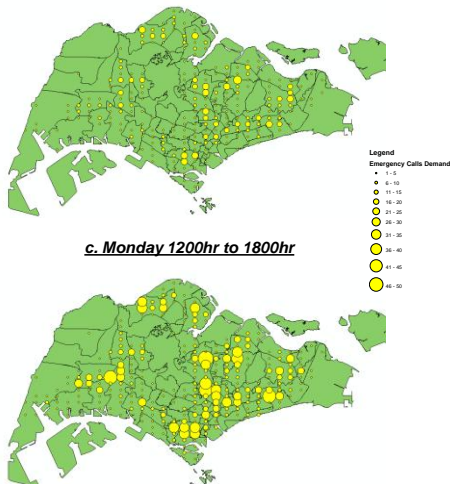 Legend
Emergency Calls Demand
1 - 5
6 - 10
11 - 15
16 - 20
21 - 25
26 - 30
31 - 35
36 - 40
41 - 45
46 - 50
c. Monday 1200hr to 1800hr